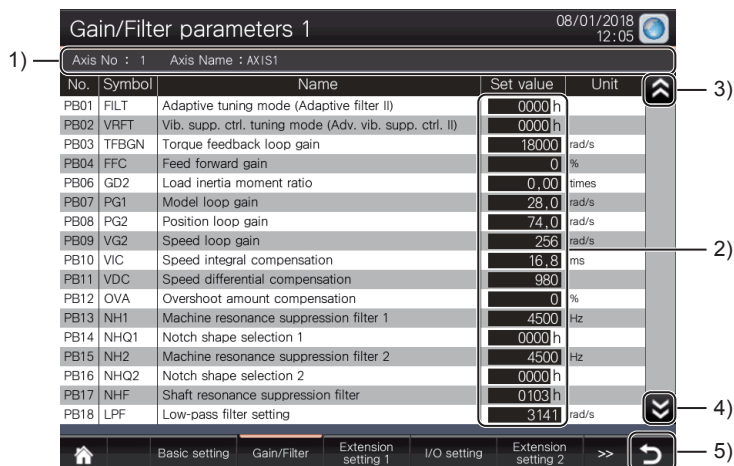 Gain/Filter parameters 1
08/01/2018
12:05
1)
Axis No : 1 Axis Name : AXIS1
No. Symbol Name Set value Unit
3)
PB01 FILT Adaptive tuning mode (Adaptive filter II) 0000 h
PB02 VRFT Vib. supp. ctrl. tuning mode (Adv. vib. supp. ctrl. II) 0000 h
PB03 TFBGN Torque feedback loop gain 18000 rad/s
PB04 FFC Feed forward gain 0 %
PB06 GD2 Load inertia moment ratio 0,00 times
PB07 PG1 Model loop gain 28,0 rad/s
PB08 PG2 Position loop gain 74,0 rad/s
PB09 VG2 Speed loop gain 256 rad/s
2)
PB10 VIC Speed integral compensation 16,8 ms
PB11 VDC Speed differential compensation 980
PB12 OVA Overshoot amount compensation 0 %
PB13 NH1 Machine resonance suppression filter 1 4500 Hz
PB14 NHQ1 Notch shape selection 1 0000 h
PB15 NH2 Machine resonance suppression filter 2 4500 Hz
PB16 NHQ2 Notch shape selection 2 0000 h
PB17 NHF Shaft resonance suppression filter 0103 h
PB18 LPF Low-pass filter setting 3141 rad/s
4)
Basic setting Gain/Filter Extension setting 1 I/O setting Extension setting 2 >>
5)